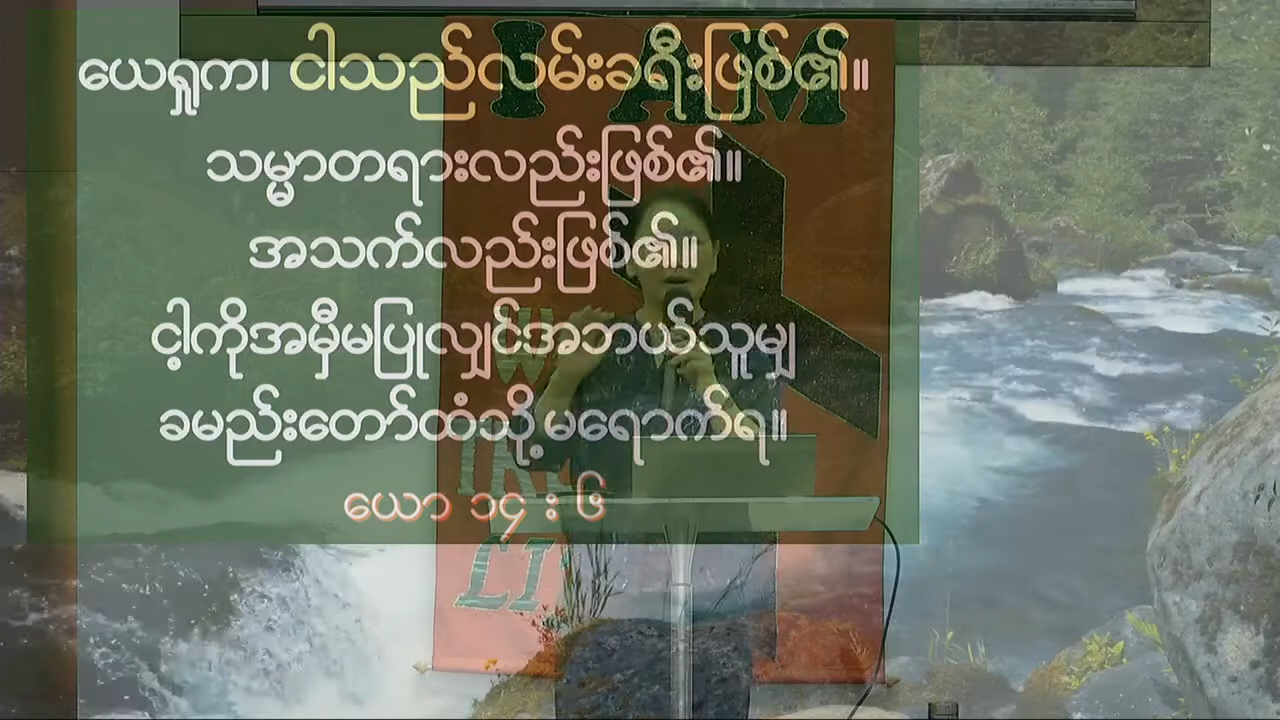 ယေရှုက၊ ငါသည်လမ်းခရီးဖြစ်၏။
သမ္မာတရားလည်းဖြစ်၏။
အသက်လည်းဖြစ်၏။
ငါ့ကိုအမှီမပြုလျှင်အဘယ်သူမျှ
ခမည်းတော်ထံသို့မရောက်ရ။
ယော ၁၄ : ၆
I AM
LI